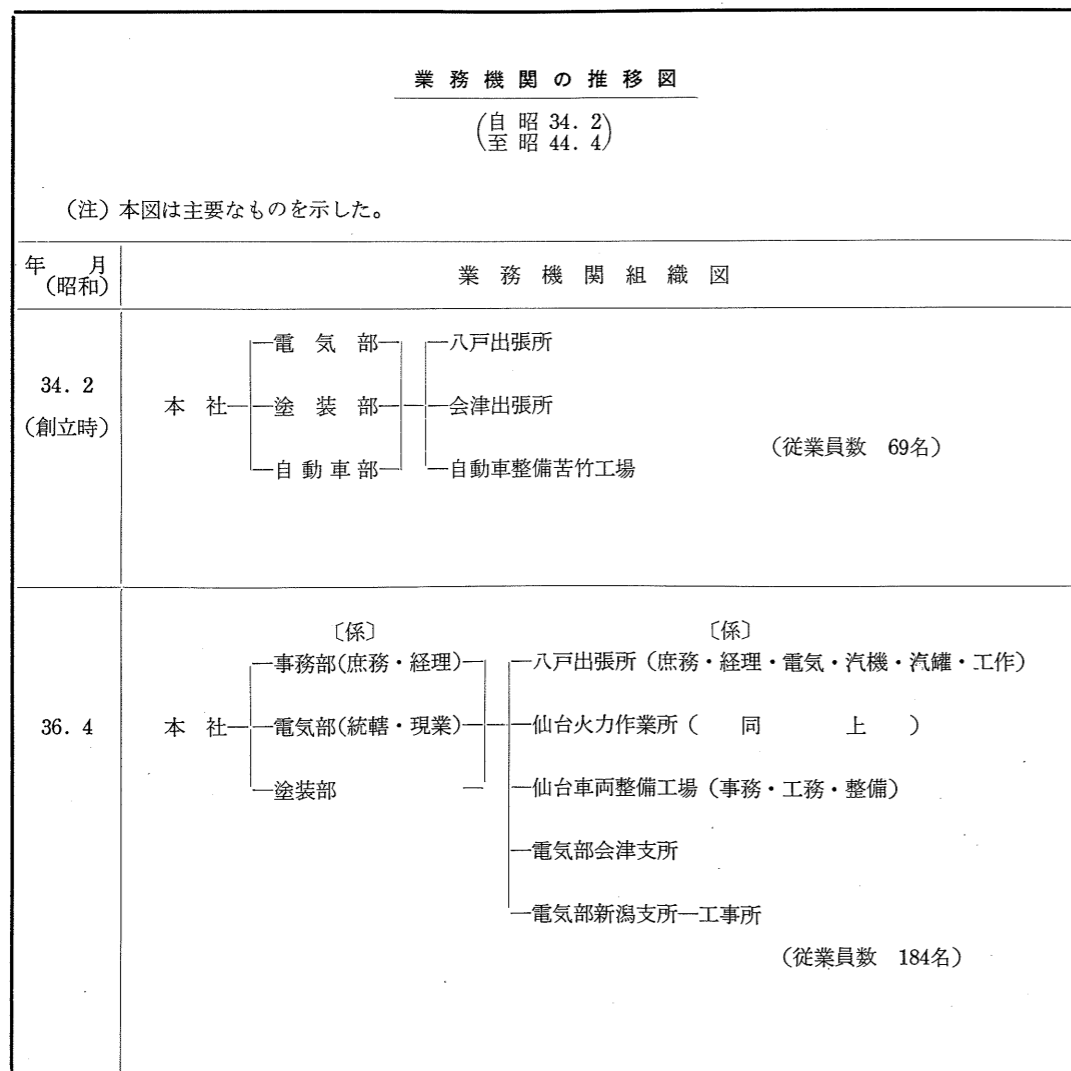 業務機関の推移図
(自昭34.2
至昭44.4)
（注）本図は主要なものを示した。
年　月
(昭和)
業務機関組織図
34.2
（創立時）
本社
電気部
塗装部
自動車部
八戸出張所
会津出張所
自動車整備苦竹工場
（従業員数　69名）
36.4
本社
〔係〕
事務部(庶務・経理)
電気部(統轄・現業)
塗装部
〔係〕
八戸出張所（庶務・経理・電気・汽機・汽罐・工作）
仙台火力作業所（　同　上　）
仙台車両整備工場（事務・工務・整備）
電気部会津支所
電気部新潟支所―工事所
（従業員数　184名）